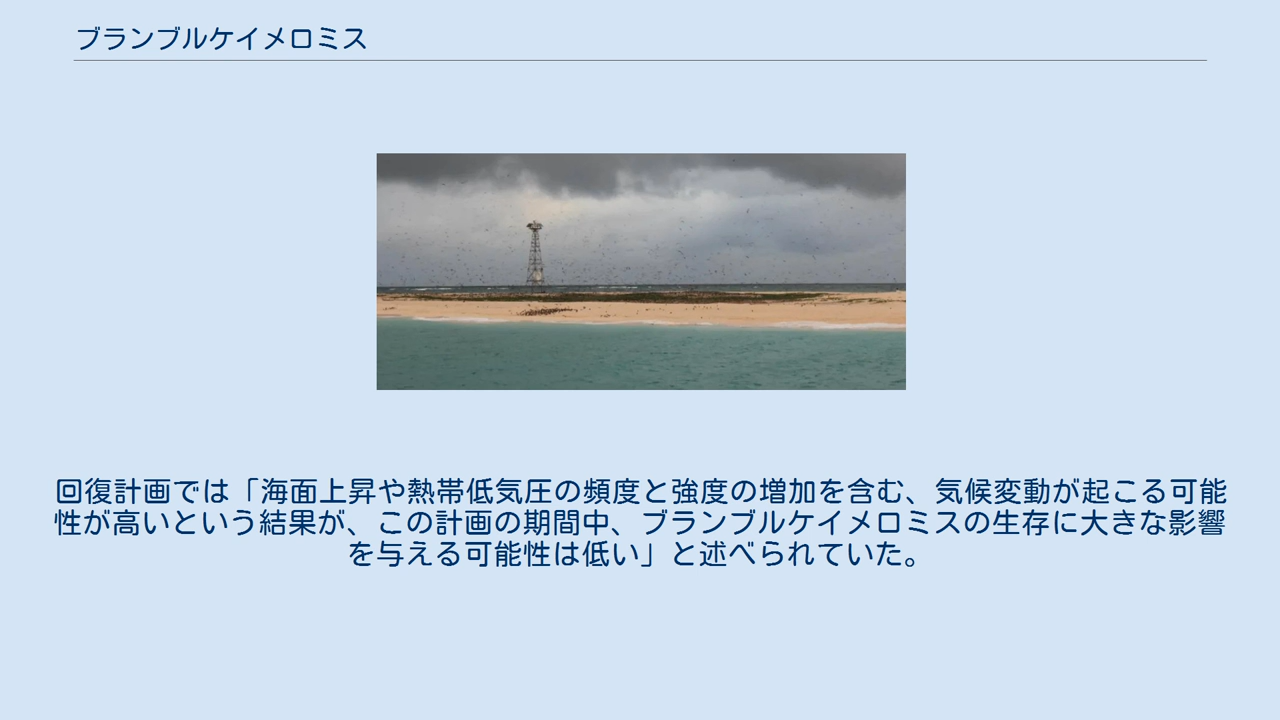 ブランブルケイメロミス
回復計画では「海面上昇や熱帯低気圧の頻度と強度の増加を含む、気候変動が起こる可能
性が高いという結果が、この計画の期間中、ブランブルケイメロミスの生存に大きな影響
を与える可能性は低い」と述べられていた。